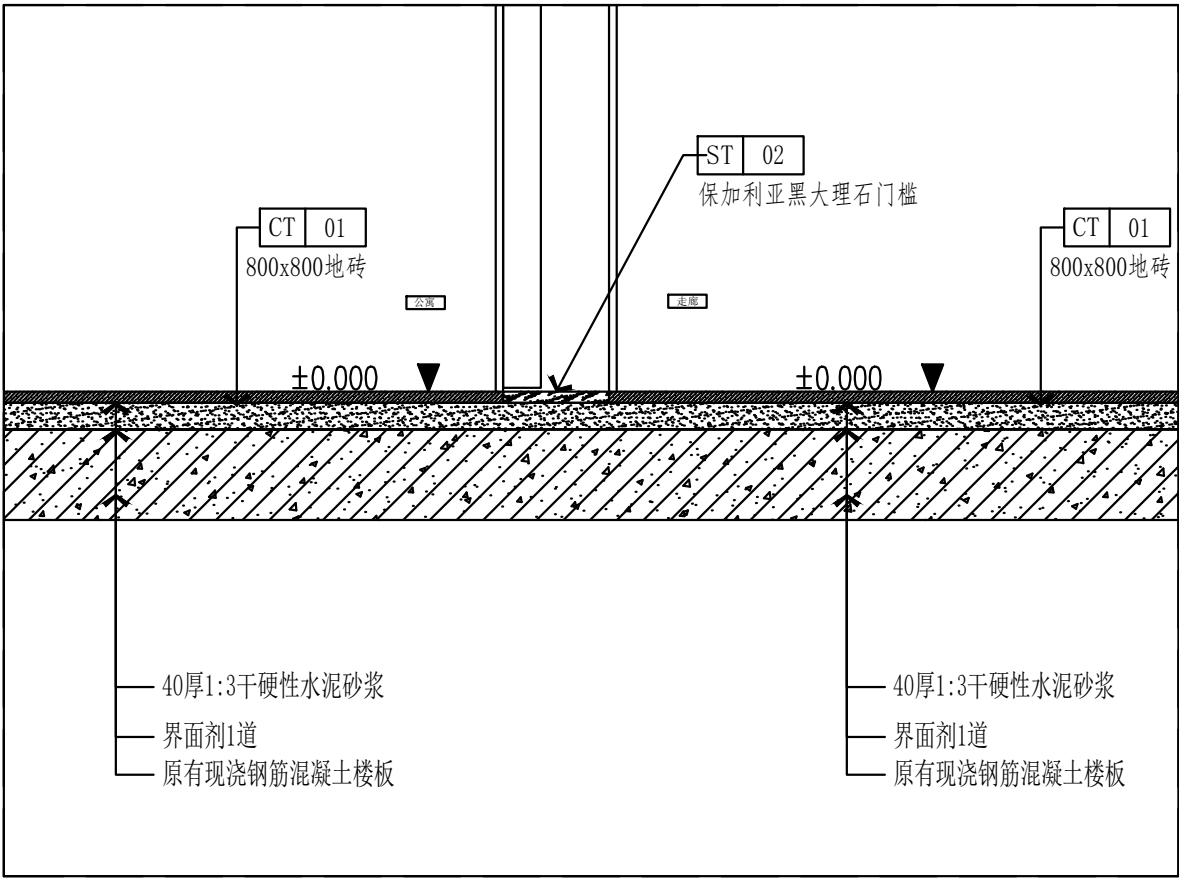 ST 02
保加利亚黑大理石门槛
CT 01
800x800地砖
CT 01
800x800地砖
公寓
走廊
±0.000
±0.000
40厚1:3干硬性水泥砂浆
界面剂1道
原有现浇钢筋混凝土楼板
40厚1:3干硬性水泥砂浆
界面剂1道
原有现浇钢筋混凝土楼板